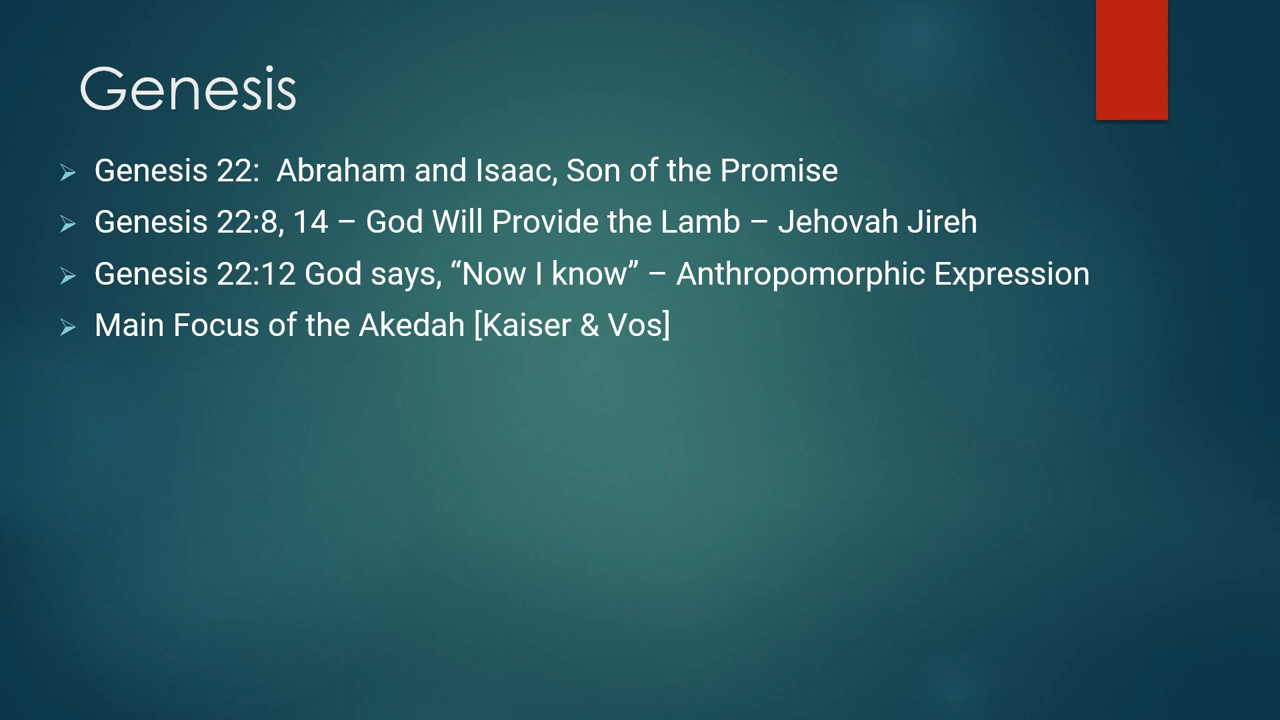 Genesis
Genesis 22:  Abraham and Isaac, Son of the Promise
Genesis 22:8, 14 – God Will Provide the Lamb – Jehovah Jireh
Genesis 22:12 God says, “Now I know” – Anthropomorphic Expression
Main Focus of the Akedah [Kaiser & Vos]